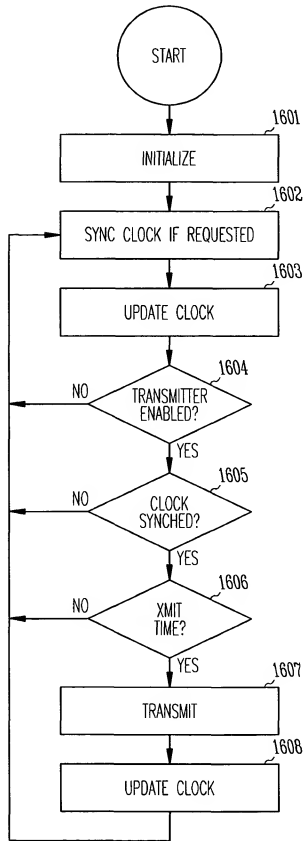 START
1601
INITIALIZE
1602
SYNC CLOCK IF REQUESTED
1603
UPDATE CLOCK
1604
TRANSMITTER
ENABLED?
NO
YES
1605
CLOCK
SYNCHED?
NO
YES
1606
XMIT
TIME?
NO
YES
1607
TRANSMIT
1608
UPDATE CLOCK